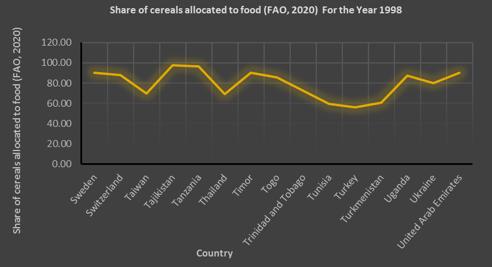 Share of cereals allocated to food (FAO, 2020)  For the Year 1998
Share of cereals allocated to food (FAO, 2020)
120.00
100.00
80.00
60.00
40.00
20.00
0.00
Sweden
Switzerland
Taiwan
Tajikistan
Tanzania
Thailand
Timor
Togo
Trinidad and Tobago
Tunisia
Turkey
Turkmenistan
Uganda
Ukraine
United Arab Emirates
Country